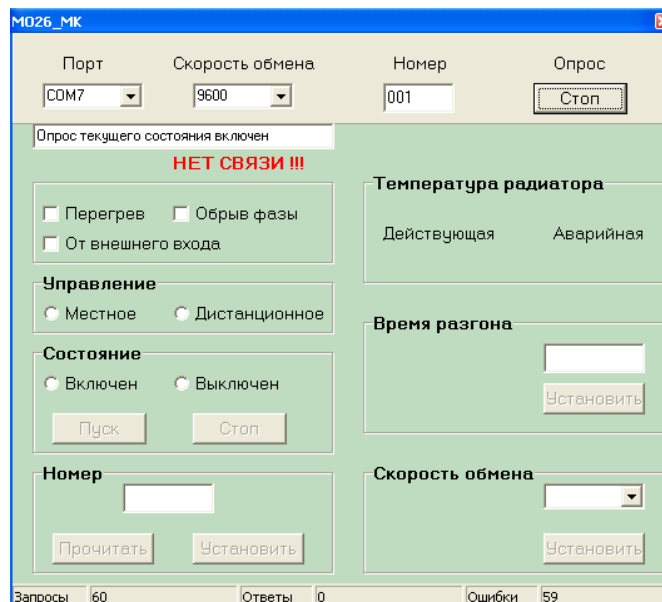 МО26_МК
Порт Скорость обмена Номер Опрос
COM7 9600 001 Стоп
Опрос текущего состояния включен
НЕТ СВЯЗИ !!!
Перегрев Обрыв фазы
От внешнего входа
Управление
Местное Дистанционное
Состояние
Включен Выключен
Пуск Стоп
Номер
Прочитать Установить
Температура радиатора
Действующая Аварийная
Время разгона
Установить
Скорость обмена
Установить
Запросы 60 Ответы 0 Ошибки 59